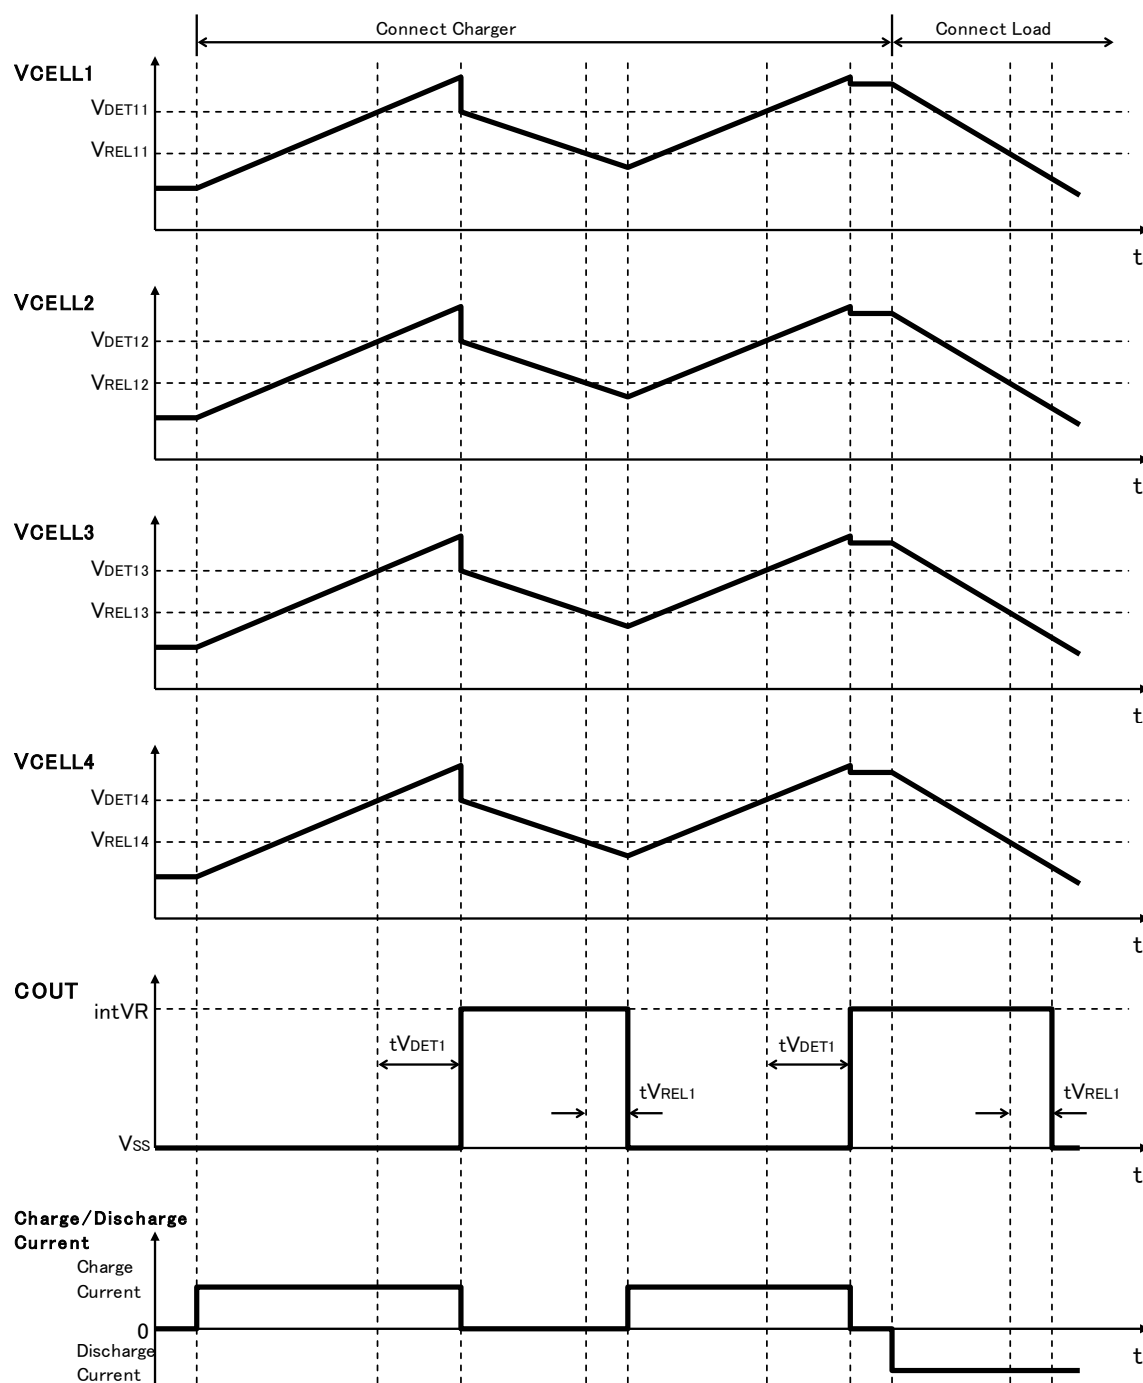 Connect Charger
Connect Load
VCELL1
VDET11
VREL11
t
VCELL2
VDET12
VREL12
t
VCELL3
VDET13
VREL13
t
VCELL4
VDET14
VREL14
t
COUT
intVR
tVDET1
tVDET1
tVREL1
tVREL1
VSS
t
Charge/Discharge
Current
Charge
Current
0
Discharge
Current
t